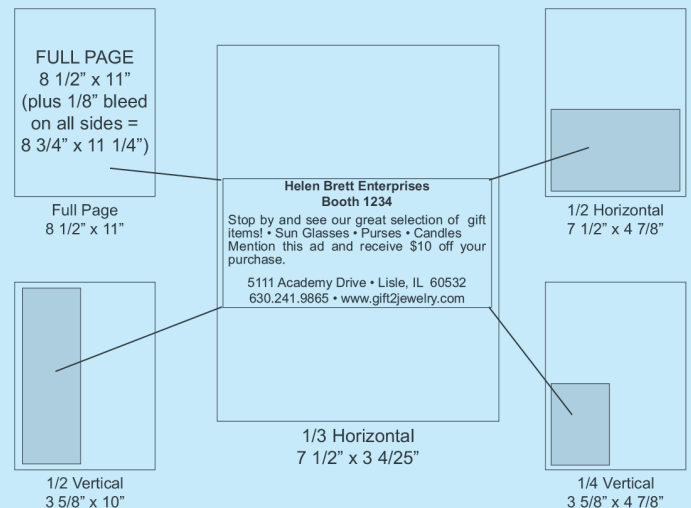 FULL PAGE
8 1/2” x 11”
(plus 1/8” bleed
on all sides =
8 3/4” x 11 1/4”)
Full Page
8 1/2” x 11”
Helen Brett Enterprises
Booth 1234
Stop by and see our great selection of gift
items! • Sun Glasses • Purses • Candles
Mention this ad and receive $10 off your
purchase.
5111 Academy Drive • Lisle, IL 60532
630.241.9865 • www.gift2jewelry.com
1/2 Horizontal
7 1/2” x 4 7/8”
1/3 Horizontal
7 1/2” x 3 4/25”
1/2 Vertical
3 5/8” x 10”
1/4 Vertical
3 5/8” x 4 7/8”